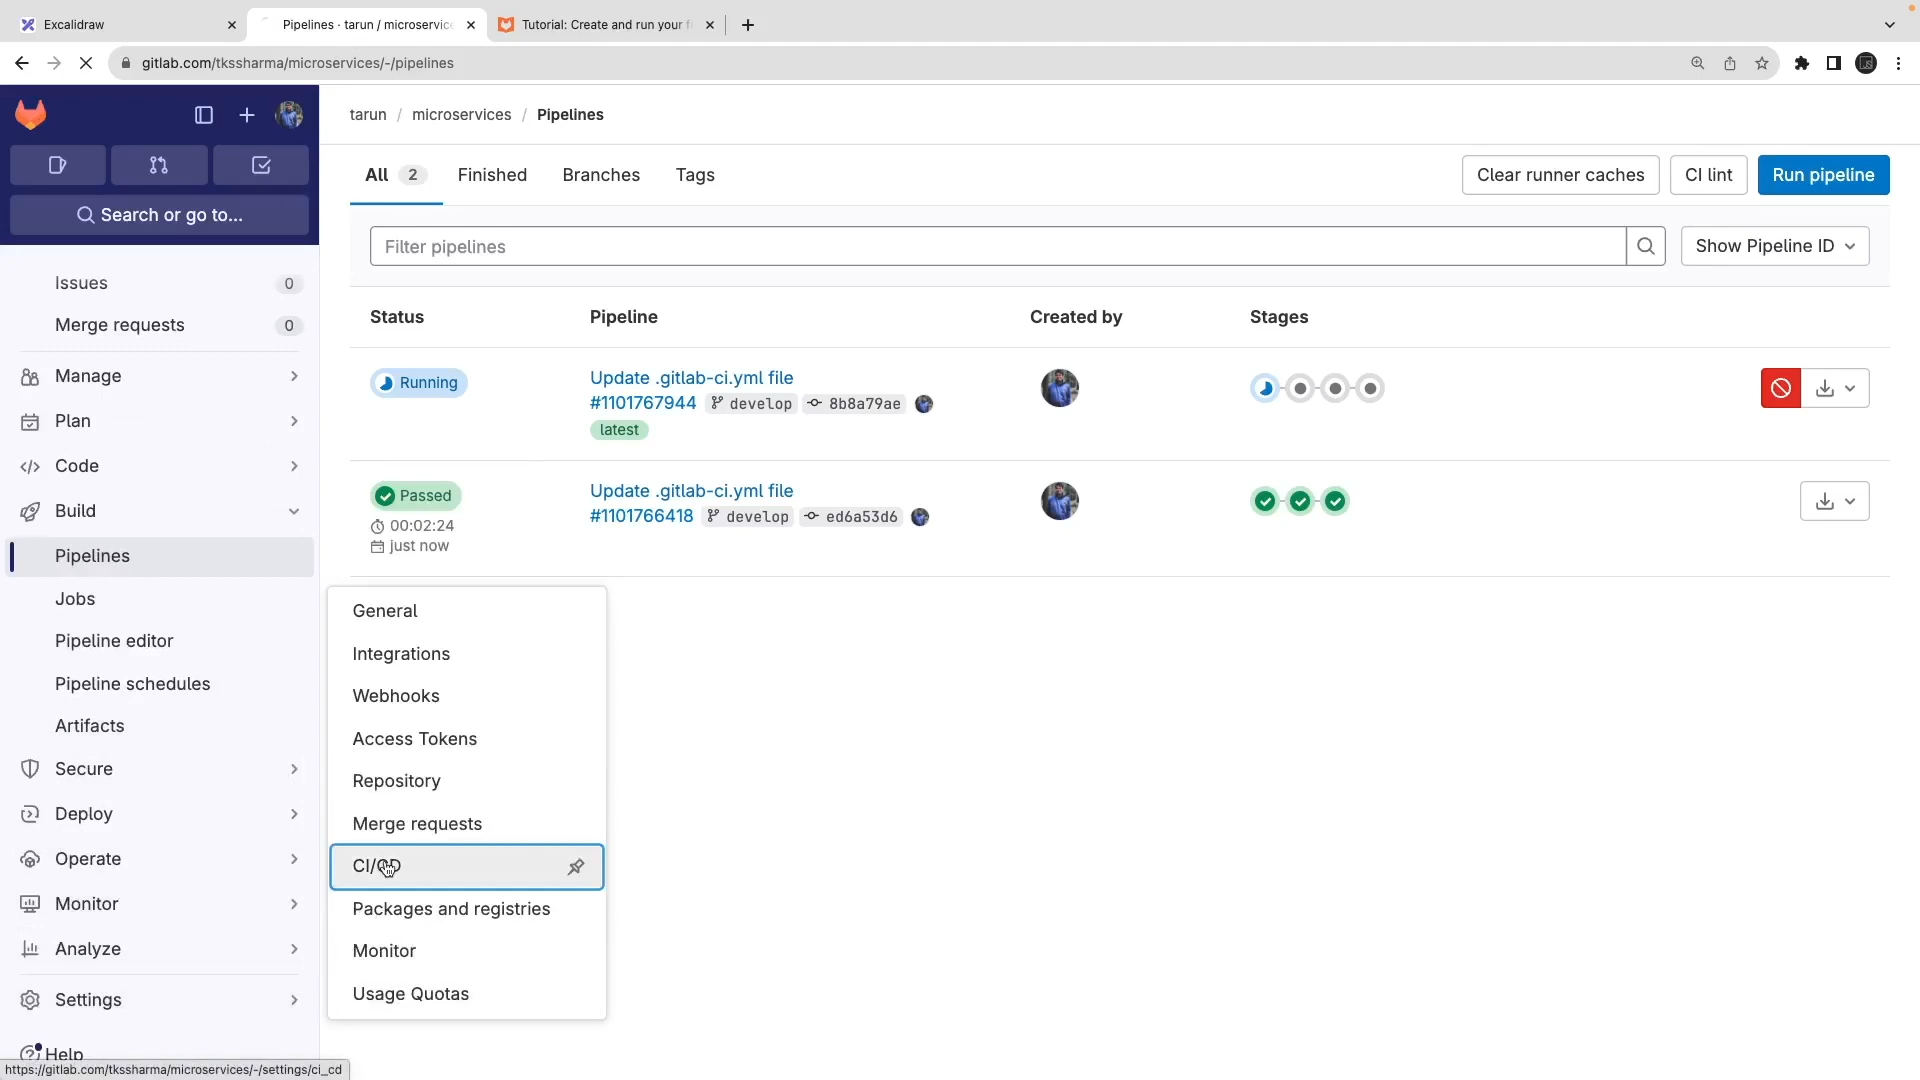 Excalidraw
Pipelines · tarun / microservice
Tutorial: Create and run your f
gitlab.com/tkssharma/microservices/-/pipelines
tarun / microservices / Pipelines
Search or go to...
Issues 0
Merge requests 0
Manage
Plan
Code
Build
Pipelines
Jobs
Pipeline editor
Pipeline schedules
Artifacts
Secure
Deploy
Operate
Monitor
Analyze
Settings
Help
All 2 Finished Branches Tags
Clear runner caches CI lint Run pipeline
Filter pipelines
Show Pipeline ID
Status Pipeline Created by Stages
Running
Update .gitlab-ci.yml file
#1101767944 develop 8b8a79ae
latest
Passed
00:02:24
just now
Update .gitlab-ci.yml file
#1101766418 develop ed6a53d6
General
Integrations
Webhooks
Access Tokens
Repository
Merge requests
CI/CD
Packages and registries
Monitor
Usage Quotas
https://gitlab.com/tkssharma/microservices/-/settings/ci_cd